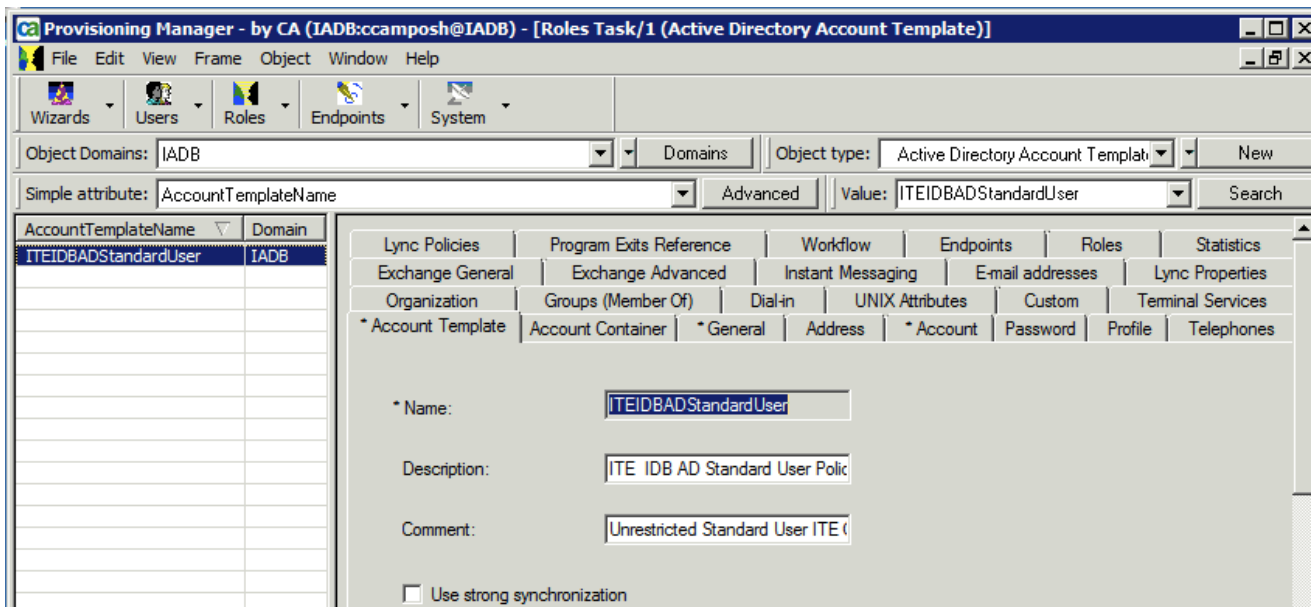 ca Provisioning Manager - by CA (IADB:ccamposh@IADB) - [Roles Task/1 (Active Directory Account Template)]
File Edit View Frame Object Window Help
Wizards Users Roles Endpoints System
Object Domains: IADB Domains Object type: Active Directory Account Templat New
Simple attribute: AccountTemplateName Advanced Value: ITEIDBADStandardUser Search
AccountTemplateName Domain
ITEIDBADStandardUser IADB
Lync Policies Program Exits Reference Workflow Endpoints Roles Statistics
Exchange General Exchange Advanced Instant Messaging E-mail addresses Lync Properties
Organization Groups (Member Of) Dial-in UNIX Attributes Custom Terminal Services
* Account Template Account Container * General Address * Account Password Profile Telephones
* Name: ITEIDBADStandardUser
Description: ITE IDB AD Standard User Polic
Comment: Unrestricted Standard User ITE (
Use strong synchronization